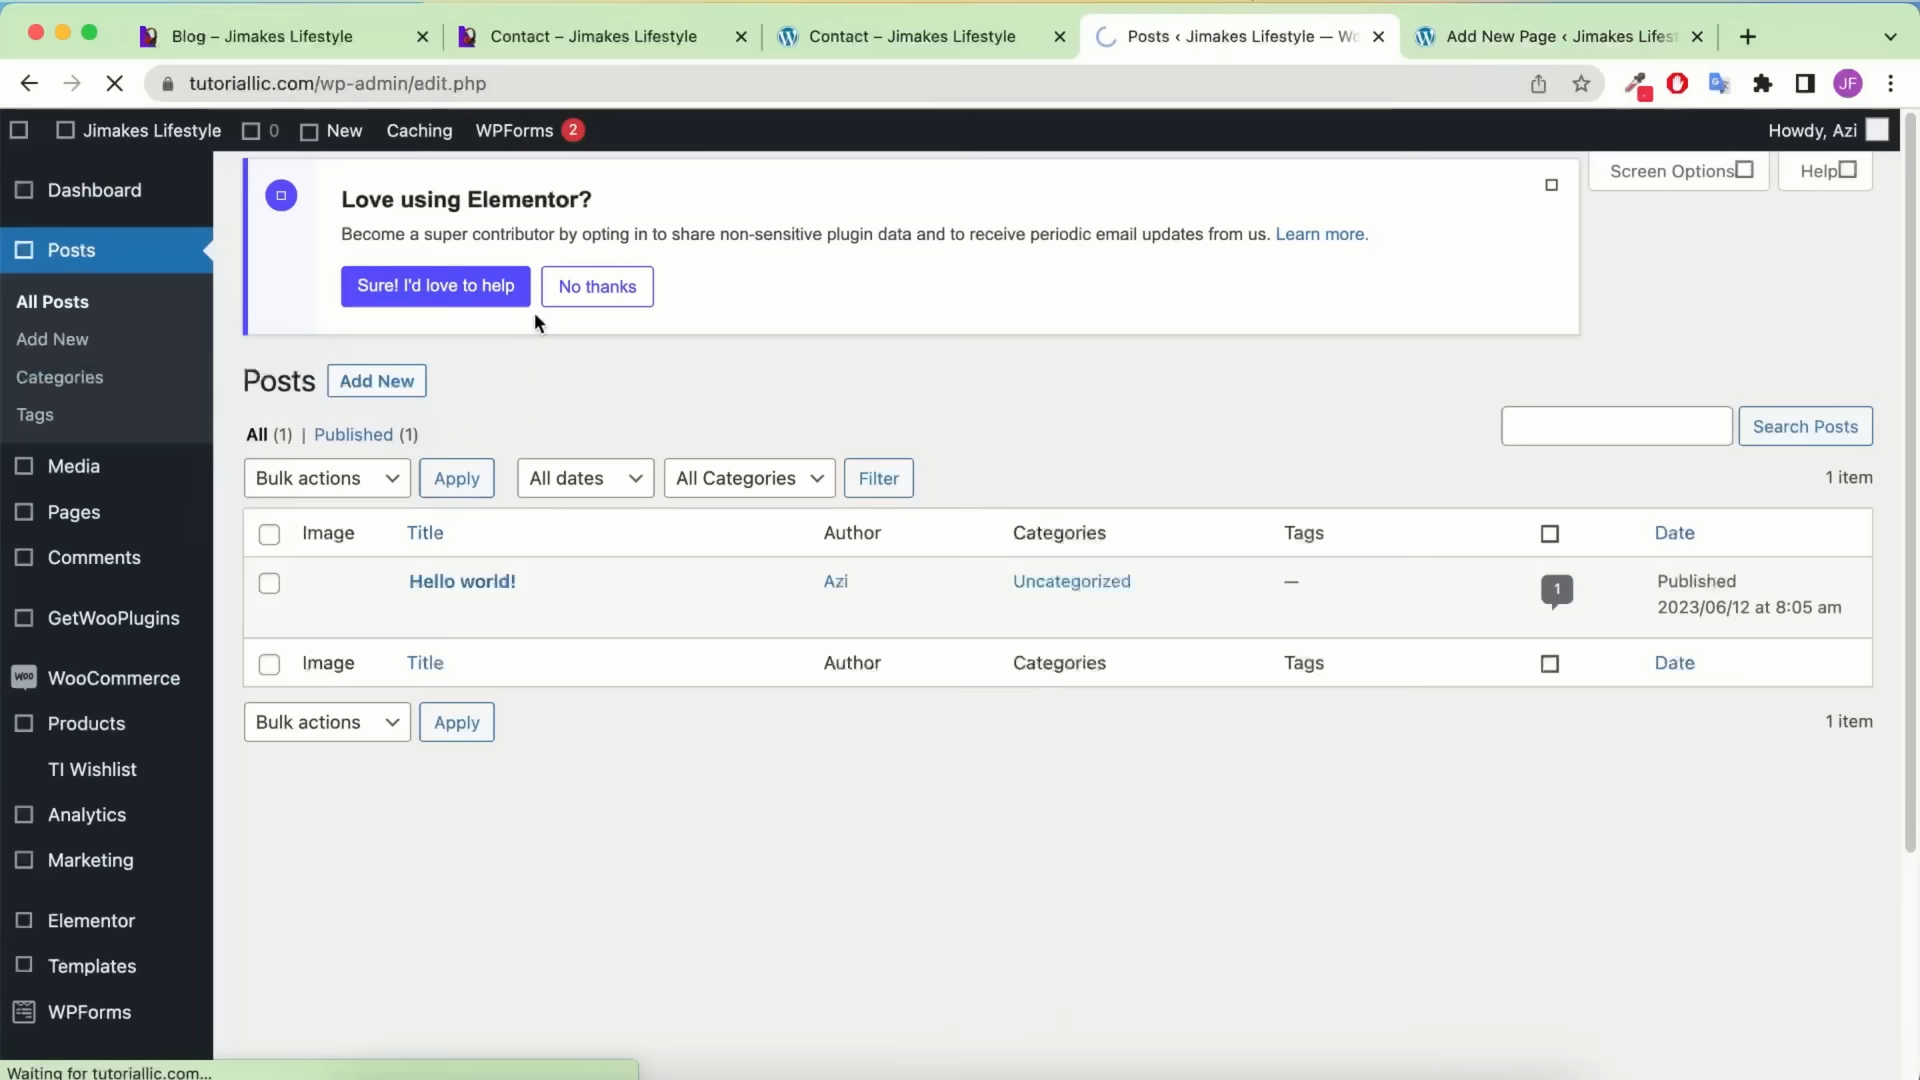 Blog – Jimakes Lifestyle
Contact – Jimakes Lifestyle
Contact – Jimakes Lifestyle
Posts ‹ Jimakes Lifestyle — Wo
Add New Page ‹ Jimakes Lifest
tutoriallic.com/wp-admin/edit.php
JF
Jimakes Lifestyle
0
New
Caching
WPForms 2
Howdy, Azi
Dashboard
Posts
All Posts
Add New
Categories
Tags
Media
Pages
Comments
GetWooPlugins
Woo WooCommerce
Products
TI Wishlist
Analytics
Marketing
Elementor
Templates
WPForms
Love using Elementor?
Become a super contributor by opting in to share non-sensitive plugin data and to receive periodic email updates from us. Learn more.
Sure! I'd love to help
No thanks
Screen Options
Help
Posts Add New
All (1) | Published (1)
Search Posts
Bulk actions Apply All dates All Categories Filter 1 item
Image Title Author Categories Tags Date
Hello world! Azi Uncategorized — 1 Published
2023/06/12 at 8:05 am
Image Title Author Categories Tags Date
Bulk actions Apply 1 item
Waiting for tutoriallic.com...